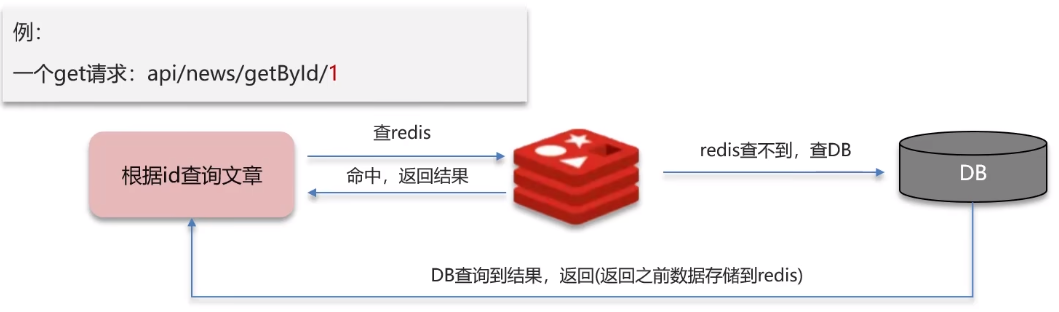 例：
一个get请求：api/news/getById/1
查redis
根据id查询文章
命中，返回结果
redis查不到，查DB
DB
DB查询到结果，返回(返回之前数据存储到redis)